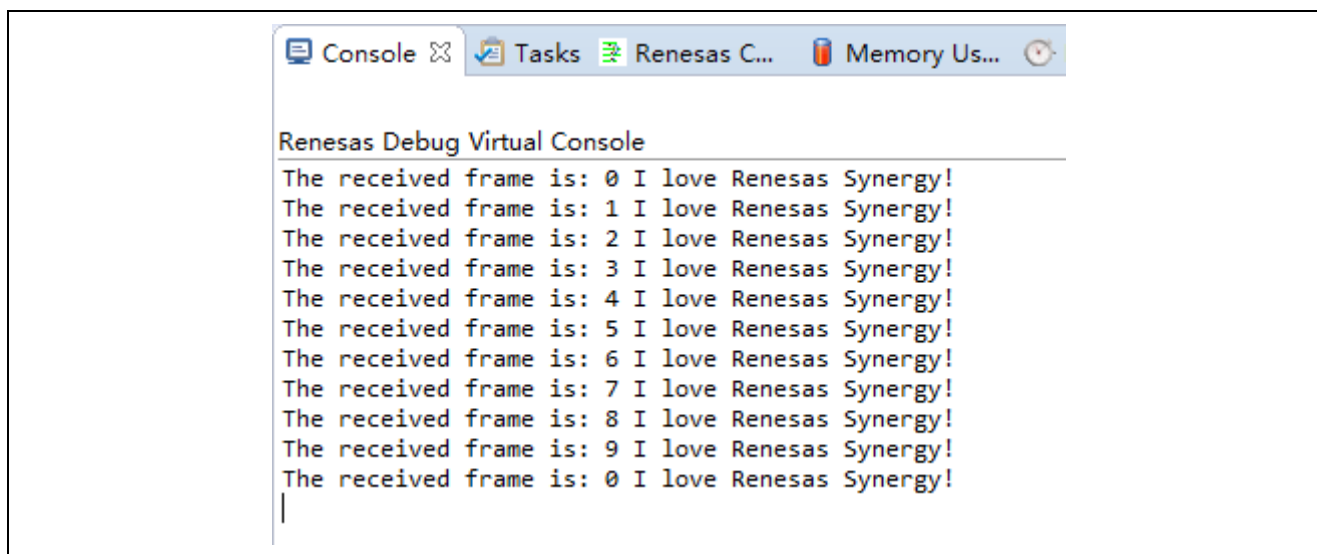 Console Tasks Renesas C... Memory Us...
Renesas Debug Virtual Console
The received frame is: 0 I love Renesas Synergy!
The received frame is: 1 I love Renesas Synergy!
The received frame is: 2 I love Renesas Synergy!
The received frame is: 3 I love Renesas Synergy!
The received frame is: 4 I love Renesas Synergy!
The received frame is: 5 I love Renesas Synergy!
The received frame is: 6 I love Renesas Synergy!
The received frame is: 7 I love Renesas Synergy!
The received frame is: 8 I love Renesas Synergy!
The received frame is: 9 I love Renesas Synergy!
The received frame is: 0 I love Renesas Synergy!